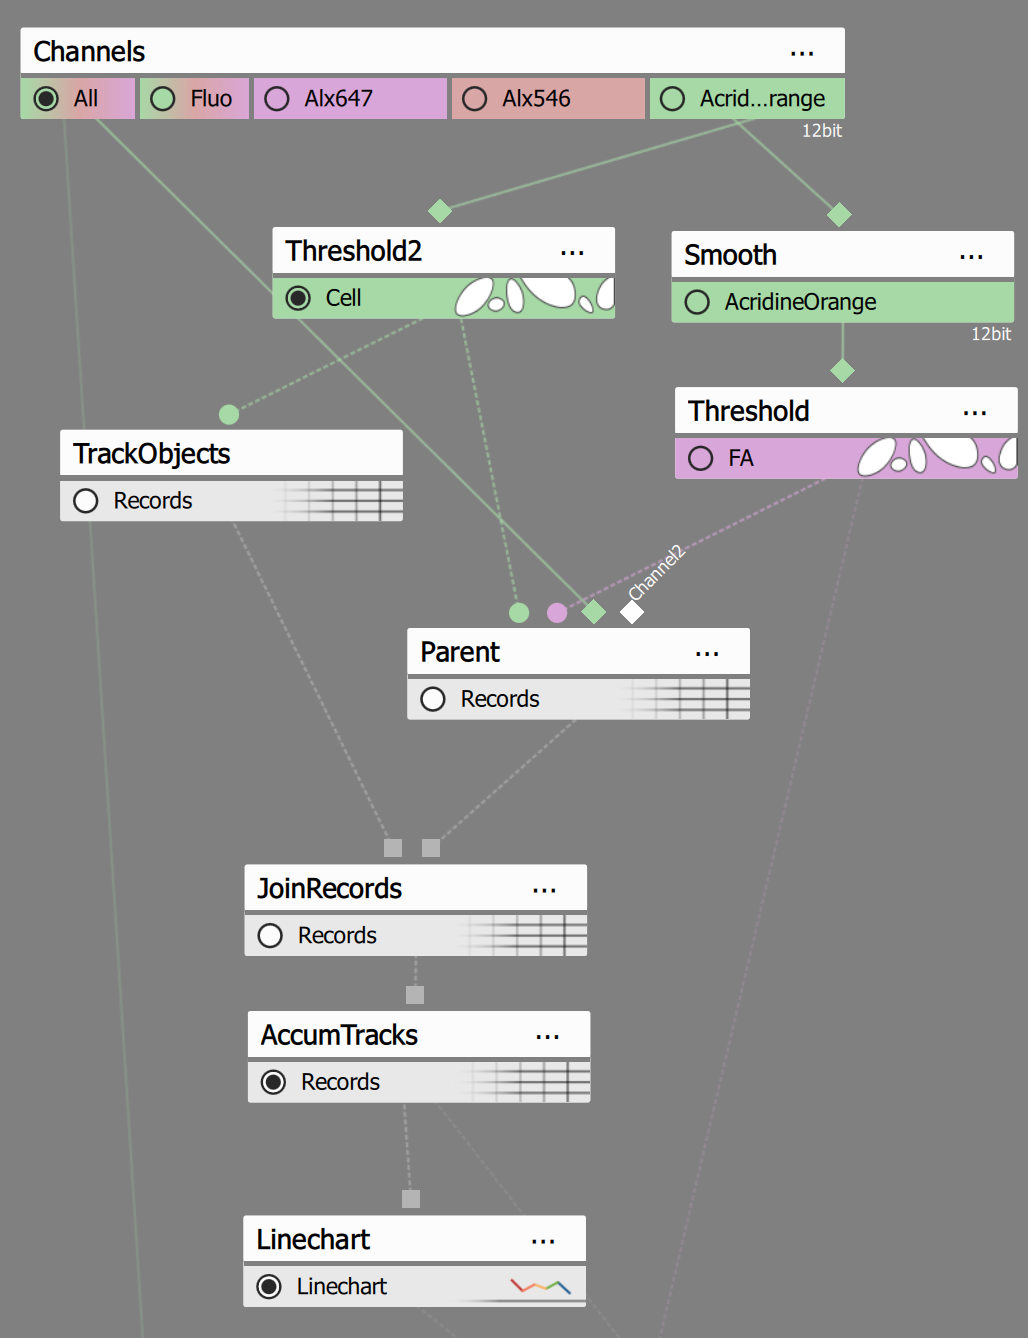 Channels ...
All Fluo Alx647 Alx546 Acrid...range
12bit
Threshold2 ...
Cell
Smooth ...
AcridineOrange
12bit
Threshold ...
FA
TrackObjects
Records
Channel2
Parent ...
Records
JoinRecords ...
Records
AccumTracks ...
Records
Linechart ...
Linechart